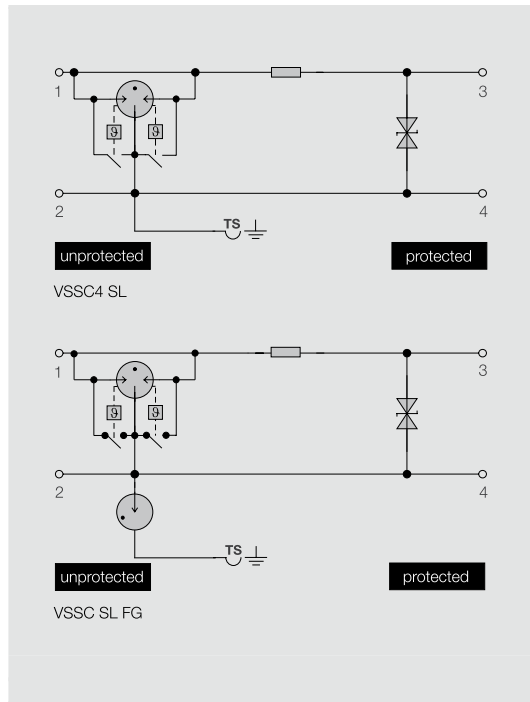 1 3
ϑ ϑ
2 4
TS
unprotected protected
VSSC4 SL
1 3
ϑ ϑ
2 4
TS
unprotected protected
VSSC SL FG